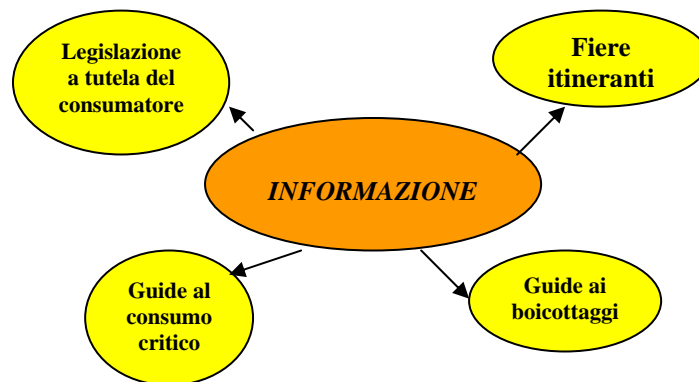 Legislazione
a tutela del
consumatore
Fiere
itineranti
INFORMAZIONE
Guide al
consumo
critico
Guide ai
boicottaggi